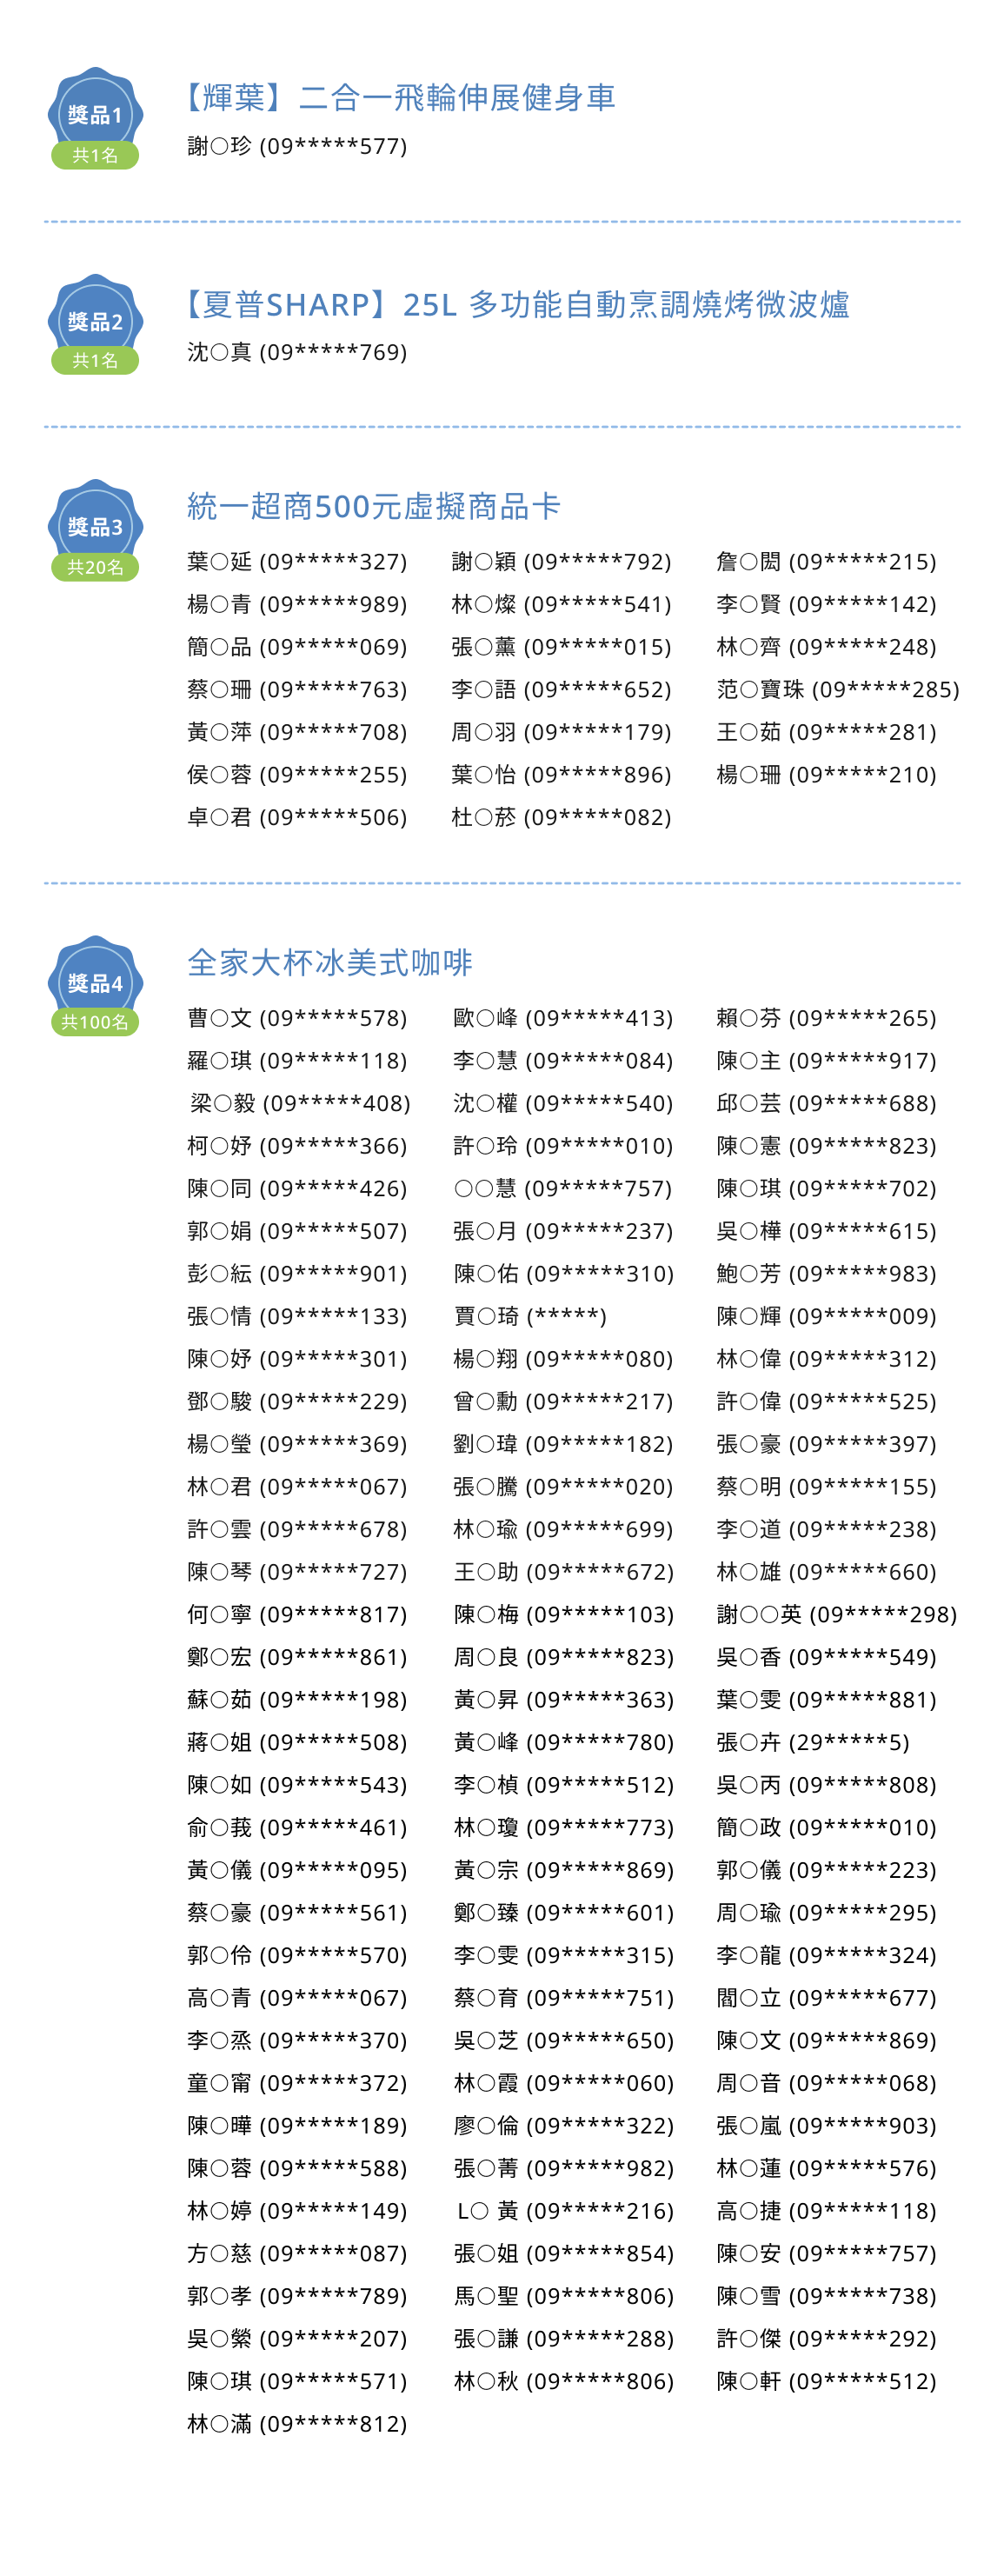 獎品1
共1名
【輝葉】二合一飛輪伸展健身車
謝○珍 (09*****577)
獎品2
共1名
【夏普SHARP】25L 多功能自動烹調燒烤微波爐
沈○真 (09*****769)
獎品3
共20名
統一超商500元虛擬商品卡
葉○延 (09*****327) 謝○穎 (09*****792) 詹○閎 (09*****215)
楊○青 (09*****989) 林○燦 (09*****541) 李○賢 (09*****142)
簡○品 (09*****069) 張○薰 (09*****015) 林○齊 (09*****248)
蔡○珊 (09*****763) 李○語 (09*****652) 范○寶珠 (09*****285)
黃○萍 (09*****708) 周○羽 (09*****179) 王○茹 (09*****281)
侯○蓉 (09*****255) 葉○怡 (09*****896) 楊○珊 (09*****210)
卓○君 (09*****506) 杜○菸 (09*****082)
獎品4
共100名
全家大杯冰美式咖啡
曹○文 (09*****578) 歐○峰 (09*****413) 賴○芬 (09*****265)
羅○琪 (09*****118) 李○慧 (09*****084) 陳○主 (09*****917)
梁○毅 (09*****408) 沈○權 (09*****540) 邱○芸 (09*****688)
柯○妤 (09*****366) 許○玲 (09*****010) 陳○憲 (09*****823)
陳○同 (09*****426) ○○慧 (09*****757) 陳○琪 (09*****702)
郭○娟 (09*****507) 張○月 (09*****237) 吳○樺 (09*****615)
彭○紜 (09*****901) 陳○佑 (09*****310) 鮑○芳 (09*****983)
張○情 (09*****133) 賈○琦 (*****) 陳○輝 (09*****009)
陳○妤 (09*****301) 楊○翔 (09*****080) 林○偉 (09*****312)
鄧○駿 (09*****229) 曾○勳 (09*****217) 許○偉 (09*****525)
楊○瑩 (09*****369) 劉○瑋 (09*****182) 張○豪 (09*****397)
林○君 (09*****067) 張○騰 (09*****020) 蔡○明 (09*****155)
許○雲 (09*****678) 林○瑜 (09*****699) 李○道 (09*****238)
陳○琴 (09*****727) 王○助 (09*****672) 林○雄 (09*****660)
何○寧 (09*****817) 陳○梅 (09*****103) 謝○○英 (09*****298)
鄭○宏 (09*****861) 周○良 (09*****823) 吳○香 (09*****549)
蘇○茹 (09*****198) 黃○昇 (09*****363) 葉○雯 (09*****881)
蔣○姐 (09*****508) 黃○峰 (09*****780) 張○卉 (29*****5)
陳○如 (09*****543) 李○楨 (09*****512) 吳○丙 (09*****808)
俞○莪 (09*****461) 林○瓊 (09*****773) 簡○政 (09*****010)
黃○儀 (09*****095) 黃○宗 (09*****869) 郭○儀 (09*****223)
蔡○豪 (09*****561) 鄭○臻 (09*****601) 周○瑜 (09*****295)
郭○伶 (09*****570) 李○雯 (09*****315) 李○龍 (09*****324)
高○青 (09*****067) 蔡○育 (09*****751) 閻○立 (09*****677)
李○烝 (09*****370) 吳○芝 (09*****650) 陳○文 (09*****869)
童○甯 (09*****372) 林○霞 (09*****060) 周○音 (09*****068)
陳○曄 (09*****189) 廖○倫 (09*****322) 張○嵐 (09*****903)
陳○蓉 (09*****588) 張○菁 (09*****982) 林○蓮 (09*****576)
林○婷 (09*****149) L○ 黃 (09*****216) 高○捷 (09*****118)
方○慈 (09*****087) 張○姐 (09*****854) 陳○安 (09*****757)
郭○孝 (09*****789) 馬○聖 (09*****806) 陳○雪 (09*****738)
吳○縈 (09*****207) 張○謙 (09*****288) 許○傑 (09*****292)
陳○琪 (09*****571) 林○秋 (09*****806) 陳○軒 (09*****512)
林○滿 (09*****812)